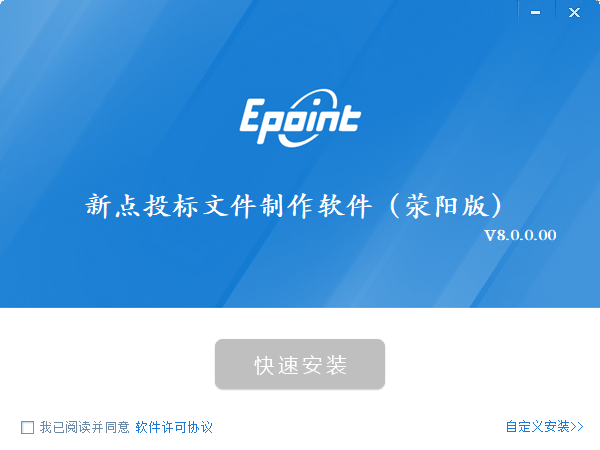 Epoint
新点投标文件制作软件（荥阳版）
V8.0.0.00
快速安装
我已阅读并同意 软件许可协议
自定义安装>>